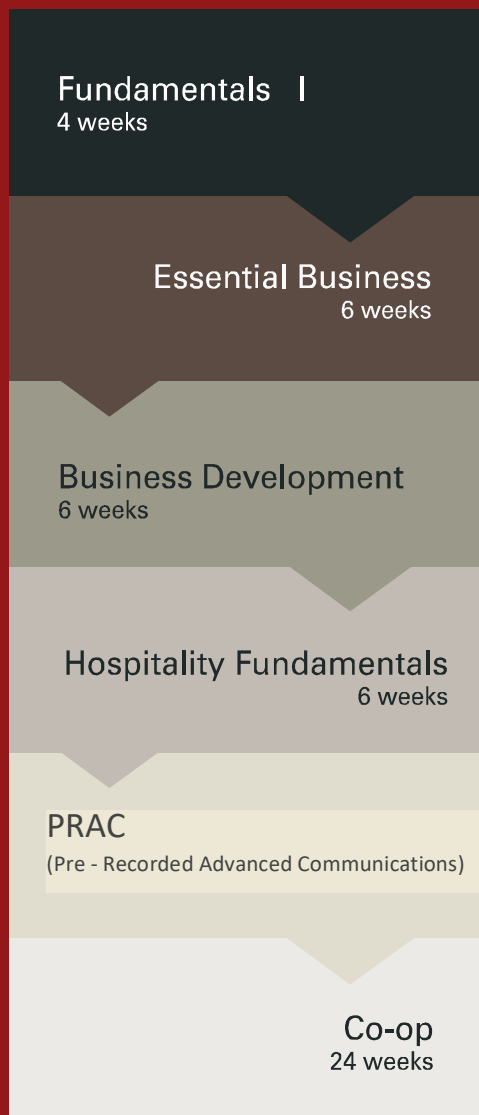 Fundamentals I
4 weeks
Essential Business
6 weeks
Business Development
6 weeks
Hospitality Fundamentals
6 weeks
PRAC
(Pre - Recorded Advanced Communications)
Co-op
24 weeks